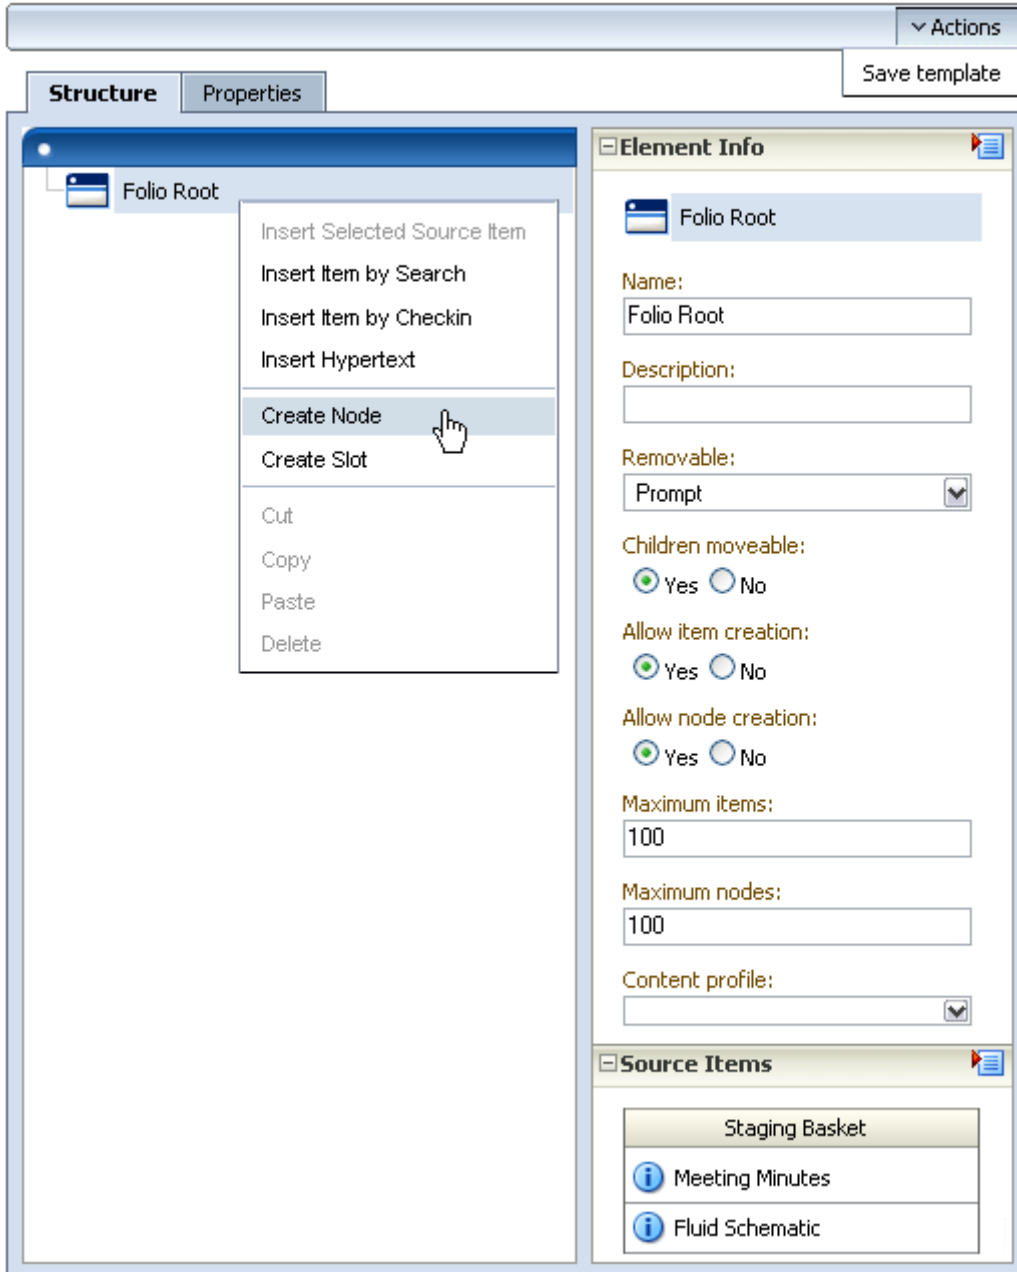 Actions
Save template
Structure
Properties
Folio Root
Insert Selected Source Item
Insert Item by Search
Insert Item by Checkin
Insert Hypertext
Create Node
Create Slot
Cut
Copy
Paste
Delete
Element Info
Folio Root
Name:
Folio Root
Description:
Removable:
Prompt
Children moveable:
Yes No
Allow item creation:
Yes No
Allow node creation:
Yes No
Maximum items:
100
Maximum nodes:
100
Content profile:
Source Items
Staging Basket
Meeting Minutes
Fluid Schematic